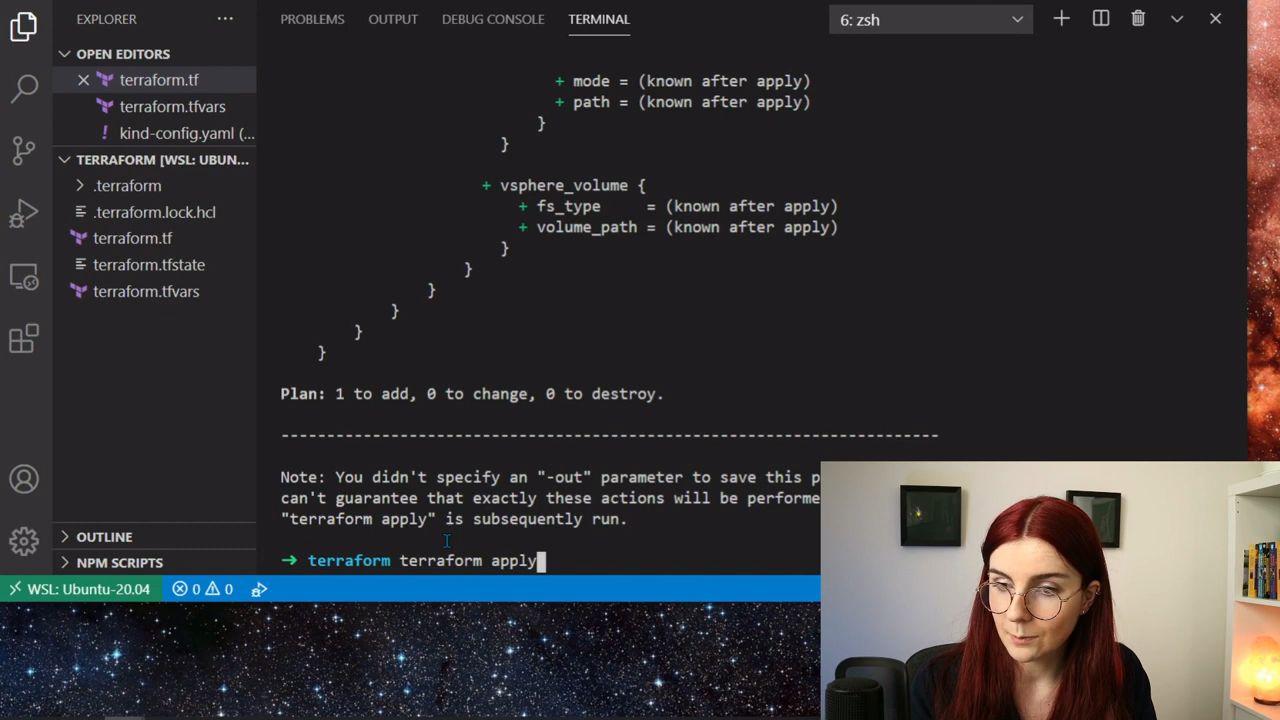 EXPLORER
PROBLEMS
OUTPUT
DEBUG CONSOLE
TERMINAL
6: zsh
OPEN EDITORS
terraform.tf
terraform.tfvars
! kind-config.yaml (...
TERRAFORM [WSL: UBUN...
.terraform
.terraform.lock.hcl
terraform.tf
terraform.tfstate
terraform.tfvars
+ mode = (known after apply)
+ path = (known after apply)
}
}
+ vsphere_volume {
+ fs_type     = (known after apply)
+ volume_path = (known after apply)
}
}
}
}
}
}
Plan: 1 to add, 0 to change, 0 to destroy.
------------------------------------------------------------------------
Note: You didn't specify an "-out" parameter to save this p
can't guarantee that exactly these actions will be performe
"terraform apply" is subsequently run.
➜ terraform terraform apply
OUTLINE
NPM SCRIPTS
WSL: Ubuntu-20.04
0
0